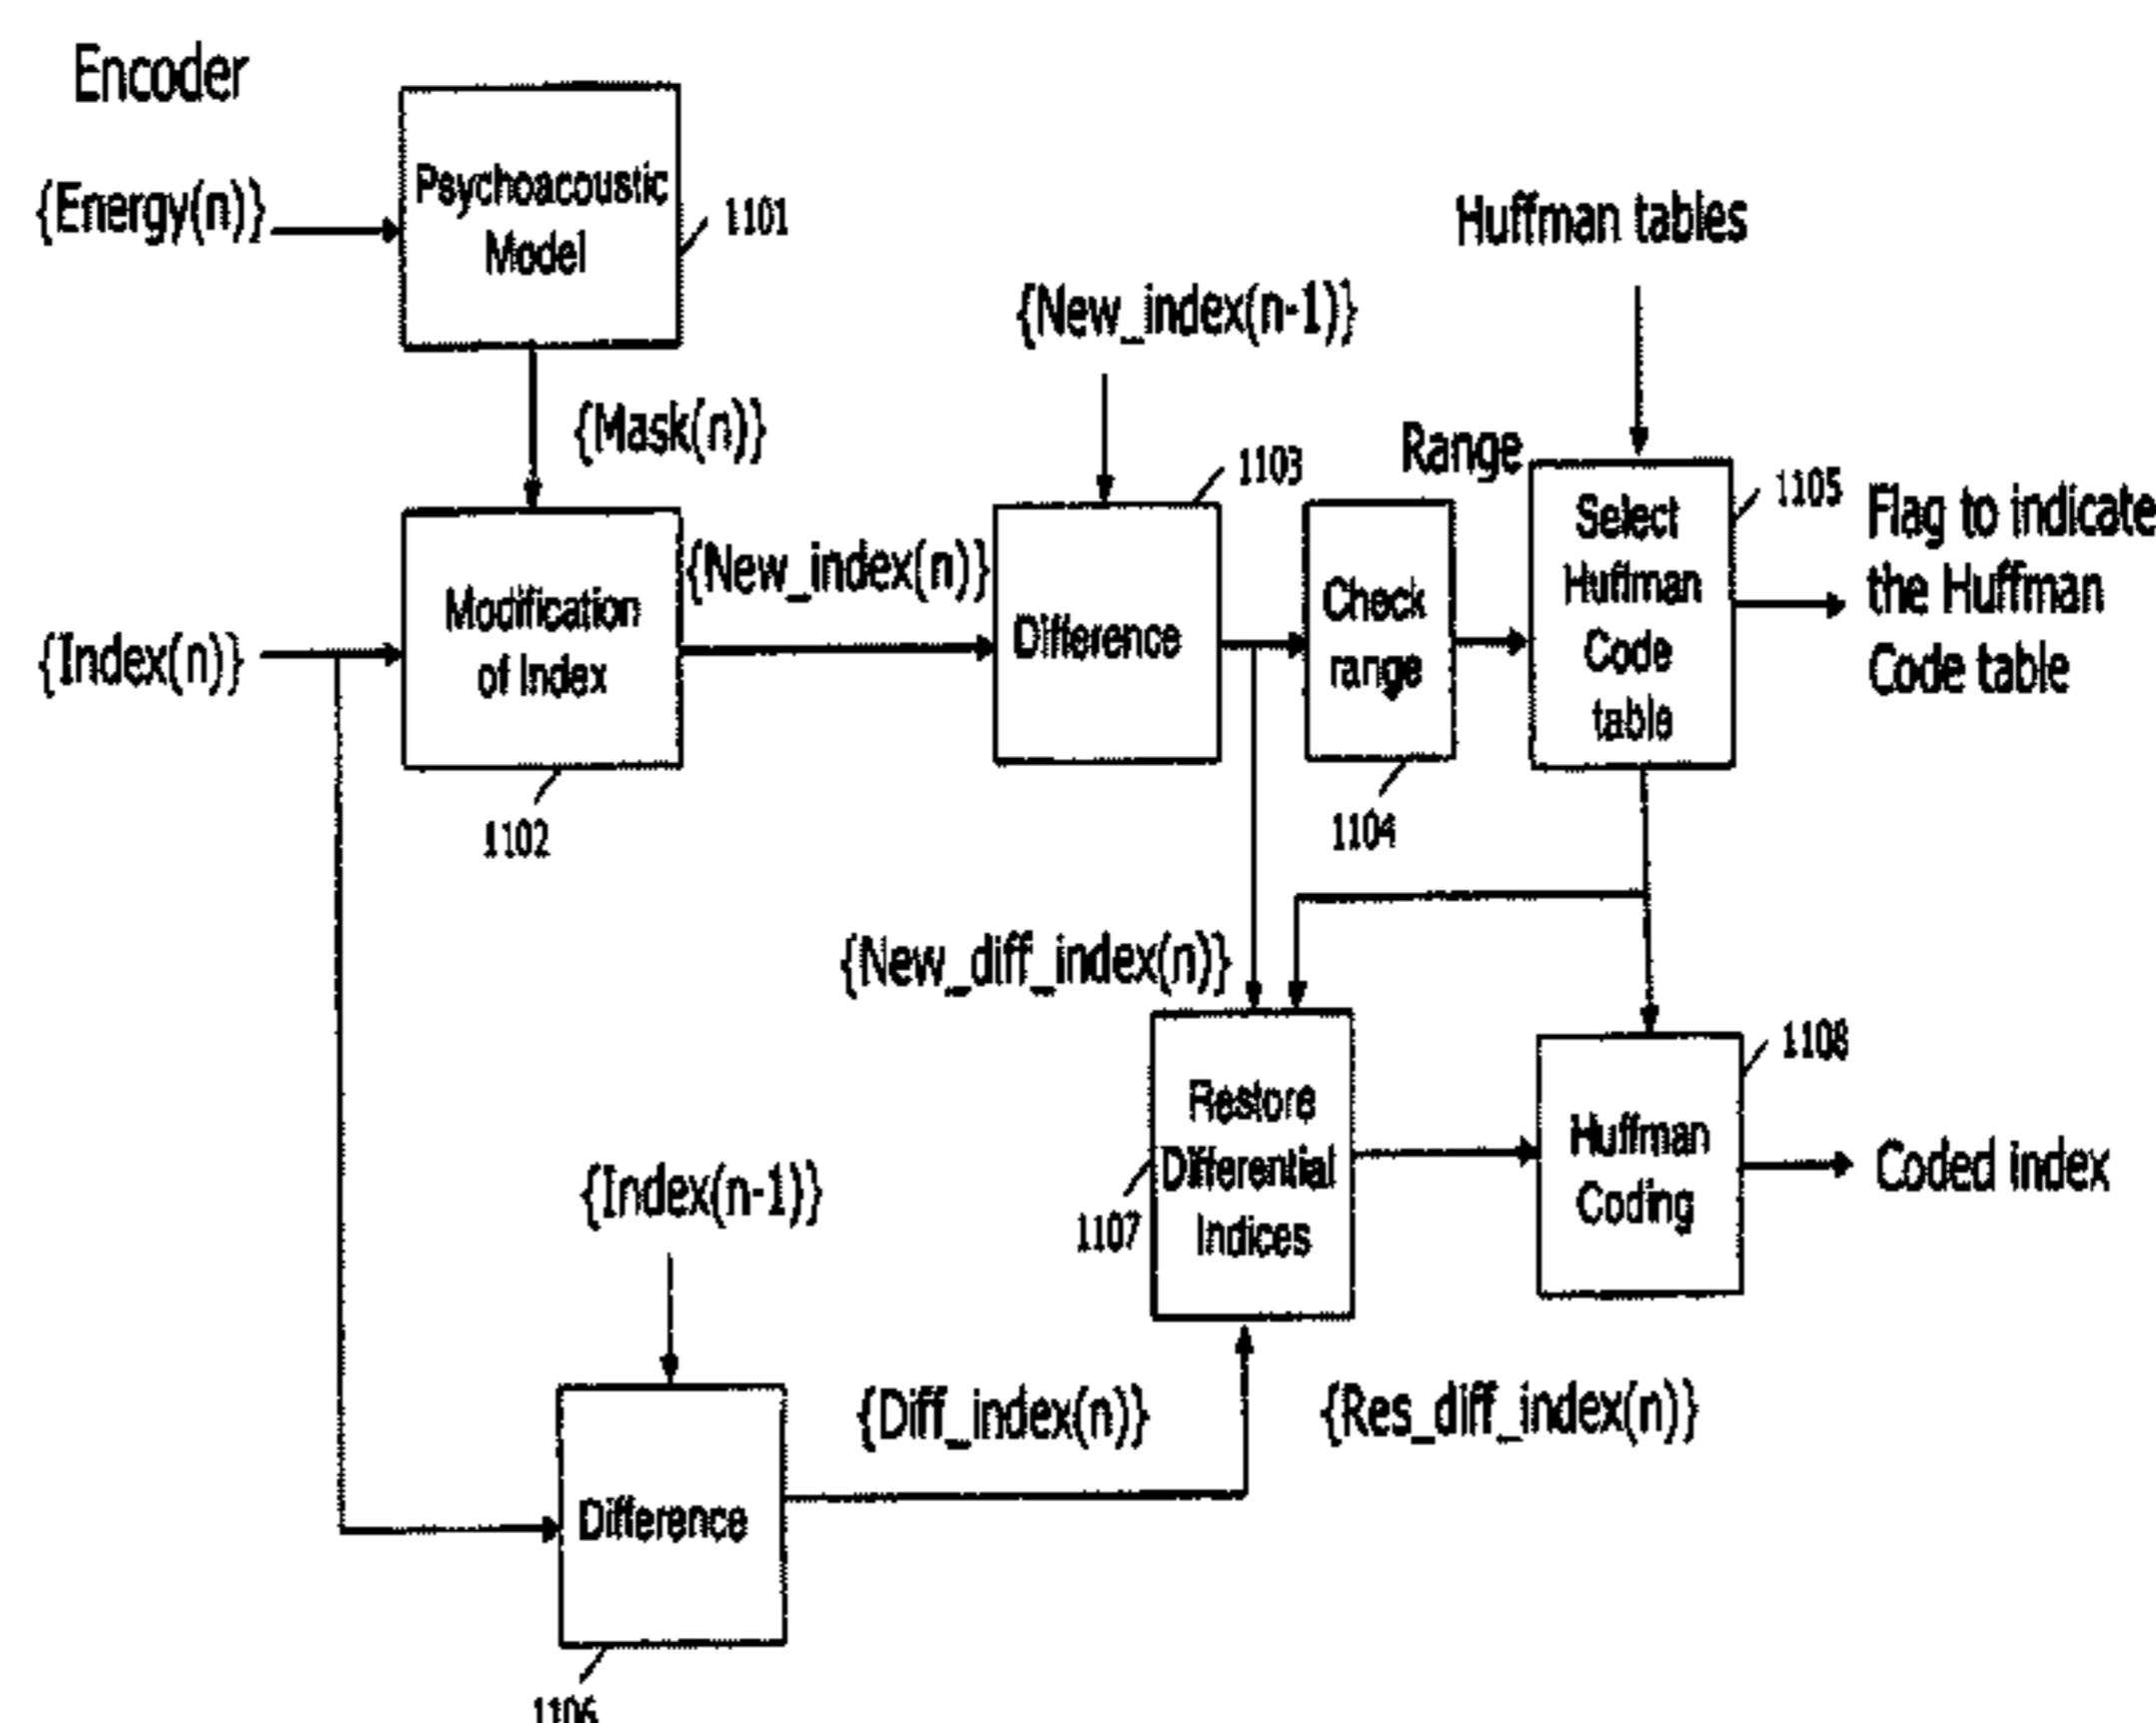 Encoder
{Energy(n)}
Psychoacoustic
Model
1101
Huffman tables
{New_index(n-1)}
{Mask(n)}
Range
1103
1105
Select
Huffman
Code
table
Flag to indicate
the Huffman
Code table
{Index(n)}
Modification
of Index
1102
{New_index(n)}
Difference
Check
range
1104
{New_diff_index(n)}
1108
Restore
Differential
Indices
1107
Huffman
Coding
Coded index
{Index(n-1)}
{Diff_index(n)}
{Res_diff_index(n)}
Difference
1106